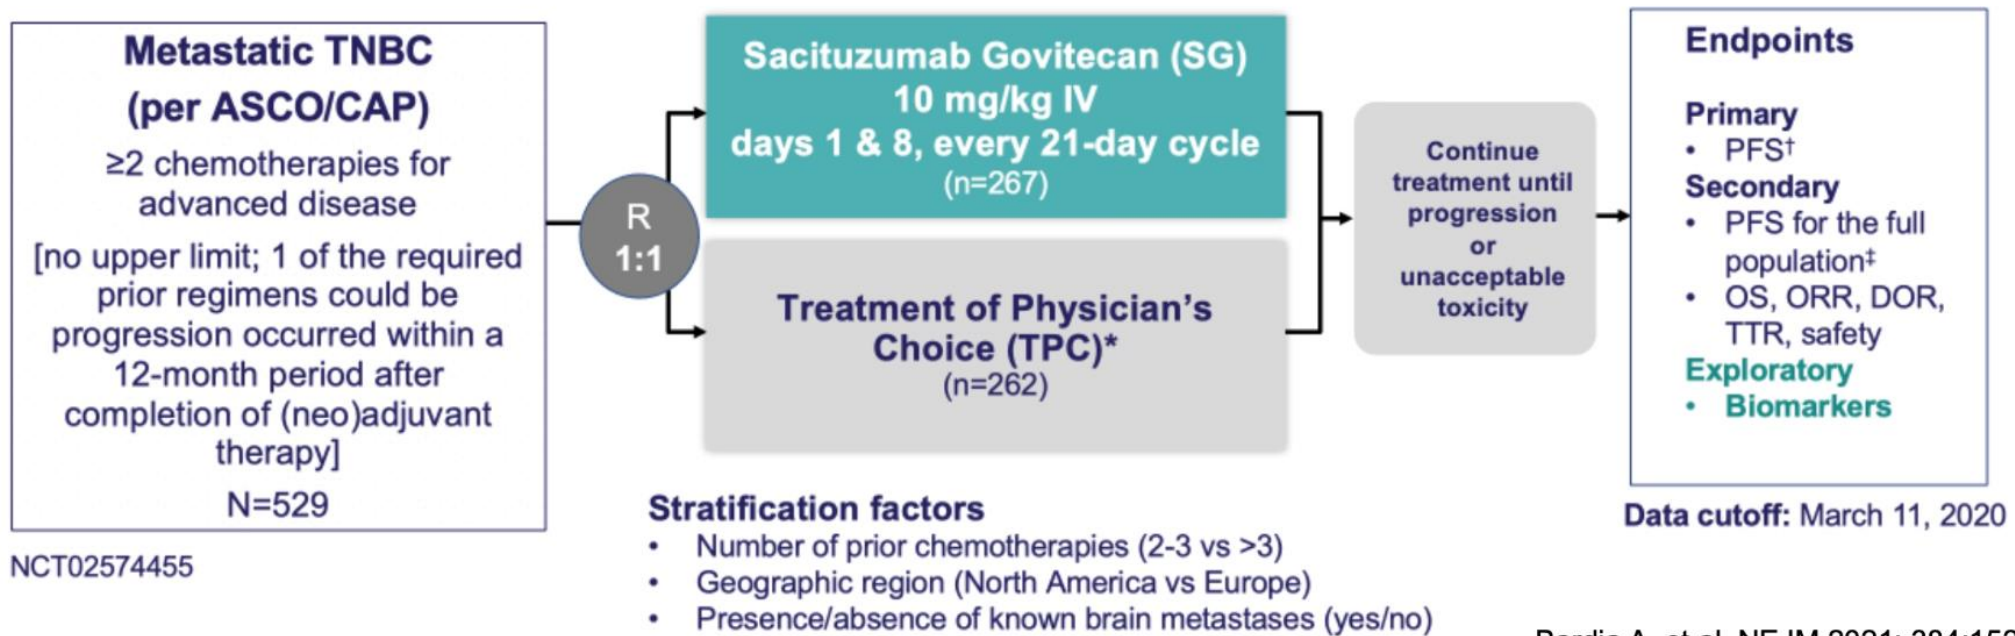 Metastatic TNBC
(per ASCO/CAP)
≥2 chemotherapies for
advanced disease
[no upper limit; 1 of the required
prior regimens could be
progression occurred within a
12-month period after
completion of (neo)adjuvant
therapy]
N=529
NCT02574455
R
1:1
Sacituzumab Govitecan (SG)
10 mg/kg IV
days 1 & 8, every 21-day cycle
(n=267)
Treatment of Physician’s
Choice (TPC)*
(n=262)
Stratification factors
• Number of prior chemotherapies (2-3 vs >3)
• Geographic region (North America vs Europe)
• Presence/absence of known brain metastases (yes/no)
Continue
treatment until
progression
or
unacceptable
toxicity
Endpoints
Primary
• PFS†
Secondary
• PFS for the full
population‡
• OS, ORR, DOR,
TTR, safety
Exploratory
• Biomarkers
Data cutoff: March 11, 2020